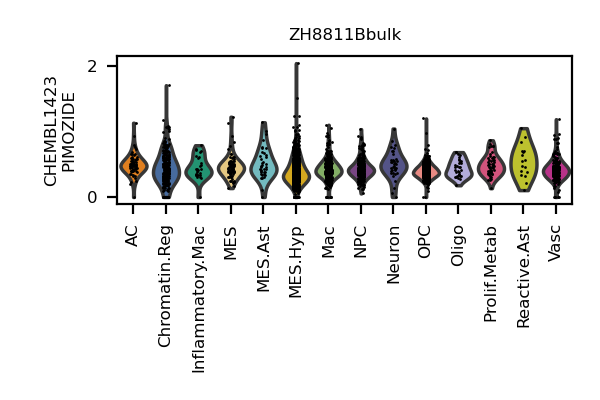 ZH8811Bbulk
CHEMBL1423
PIMOZIDE
2
0
AC
Chromatin.Reg
Inflammatory.Mac
MES
MES.Ast
MES.Hyp
Mac
NPC
Neuron
OPC
Oligo
Prolif.Metab
Reactive.Ast
Vasc